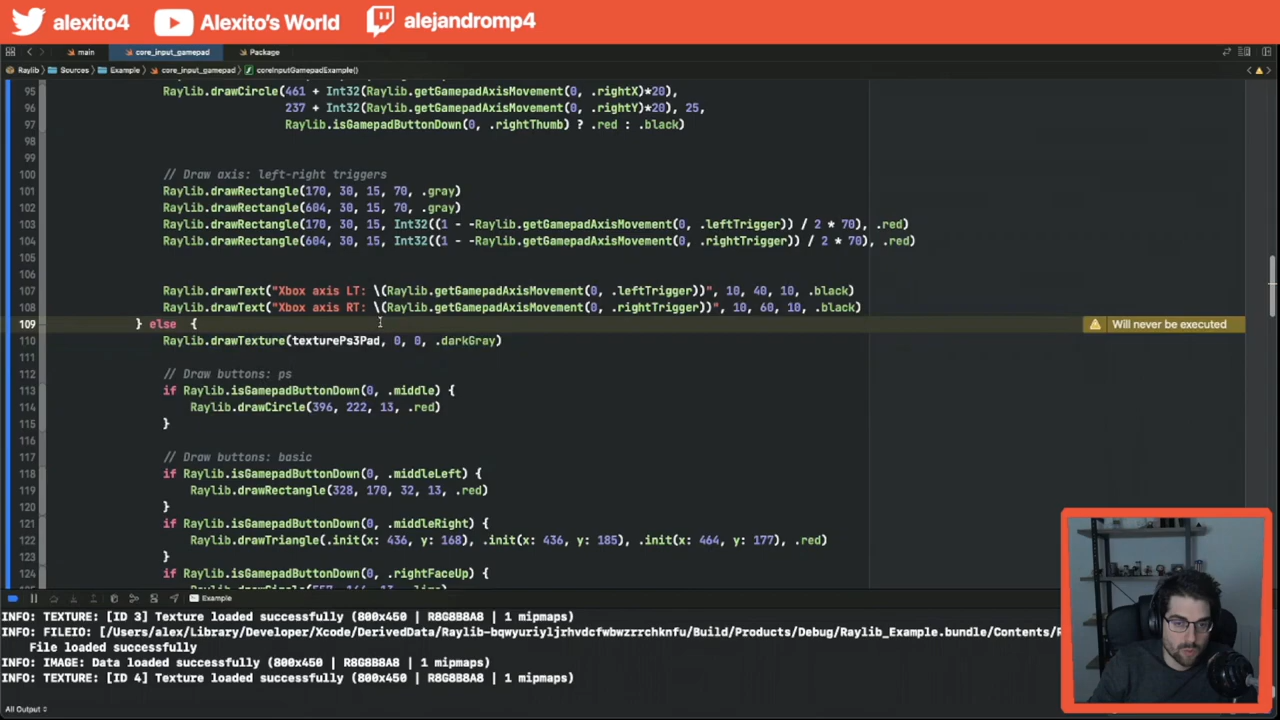 alexito4 Alexito's World alejandromp4
main core_input_gamepad Package
Raylib Sources Example core_input_gamepad coreInputGamepadExample()
95 Raylib.drawCircle(461 + Int32(Raylib.getGamepadAxisMovement(0, .rightX)*20),
96 237 + Int32(Raylib.getGamepadAxisMovement(0, .rightY)*20), 25,
97 Raylib.isGamepadButtonDown(0, .rightThumb) ? .red : .black)
98
99
100 // Draw axis: left-right triggers
101 Raylib.drawRectangle(170, 30, 15, 70, .gray)
102 Raylib.drawRectangle(604, 30, 15, 70, .gray)
103 Raylib.drawRectangle(170, 30, 15, Int32((1 - -Raylib.getGamepadAxisMovement(0, .leftTrigger)) / 2 * 70), .red)
104 Raylib.drawRectangle(604, 30, 15, Int32((1 - -Raylib.getGamepadAxisMovement(0, .rightTrigger)) / 2 * 70), .red)
105
106
107 Raylib.drawText("Xbox axis LT: \(Raylib.getGamepadAxisMovement(0, .leftTrigger))", 10, 40, 10, .black)
108 Raylib.drawText("Xbox axis RT: \(Raylib.getGamepadAxisMovement(0, .rightTrigger))", 10, 60, 10, .black)
109 } else { Will never be executed
110 Raylib.drawTexture(texturePs3Pad, 0, 0, .darkGray)
111
112 // Draw buttons: ps
113 if Raylib.isGamepadButtonDown(0, .middle) {
114 Raylib.drawCircle(396, 222, 13, .red)
115 }
116
117 // Draw buttons: basic
118 if Raylib.isGamepadButtonDown(0, .middleLeft) {
119 Raylib.drawRectangle(328, 170, 32, 13, .red)
120 }
121 if Raylib.isGamepadButtonDown(0, .middleRight) {
122 Raylib.drawTriangle(.init(x: 436, y: 168), .init(x: 436, y: 185), .init(x: 464, y: 177), .red)
123 }
124 if Raylib.isGamepadButtonDown(0, .rightFaceUp) {
Example
INFO: TEXTURE: [ID 3] Texture loaded successfully (800x450 | R8G8B8A8 | 1 mipmaps)
INFO: FILEIO: [/Users/alex/Library/Developer/Xcode/DerivedData/Raylib-bqwyuriyljrhvdcfwbwzrrchknfu/Build/Products/Debug/Raylib_Example.bundle/Contents/
File loaded successfully
INFO: IMAGE: Data loaded successfully (800x450 | R8G8B8A8 | 1 mipmaps)
INFO: TEXTURE: [ID 4] Texture loaded successfully (800x450 | R8G8B8A8 | 1 mipmaps)
All Output